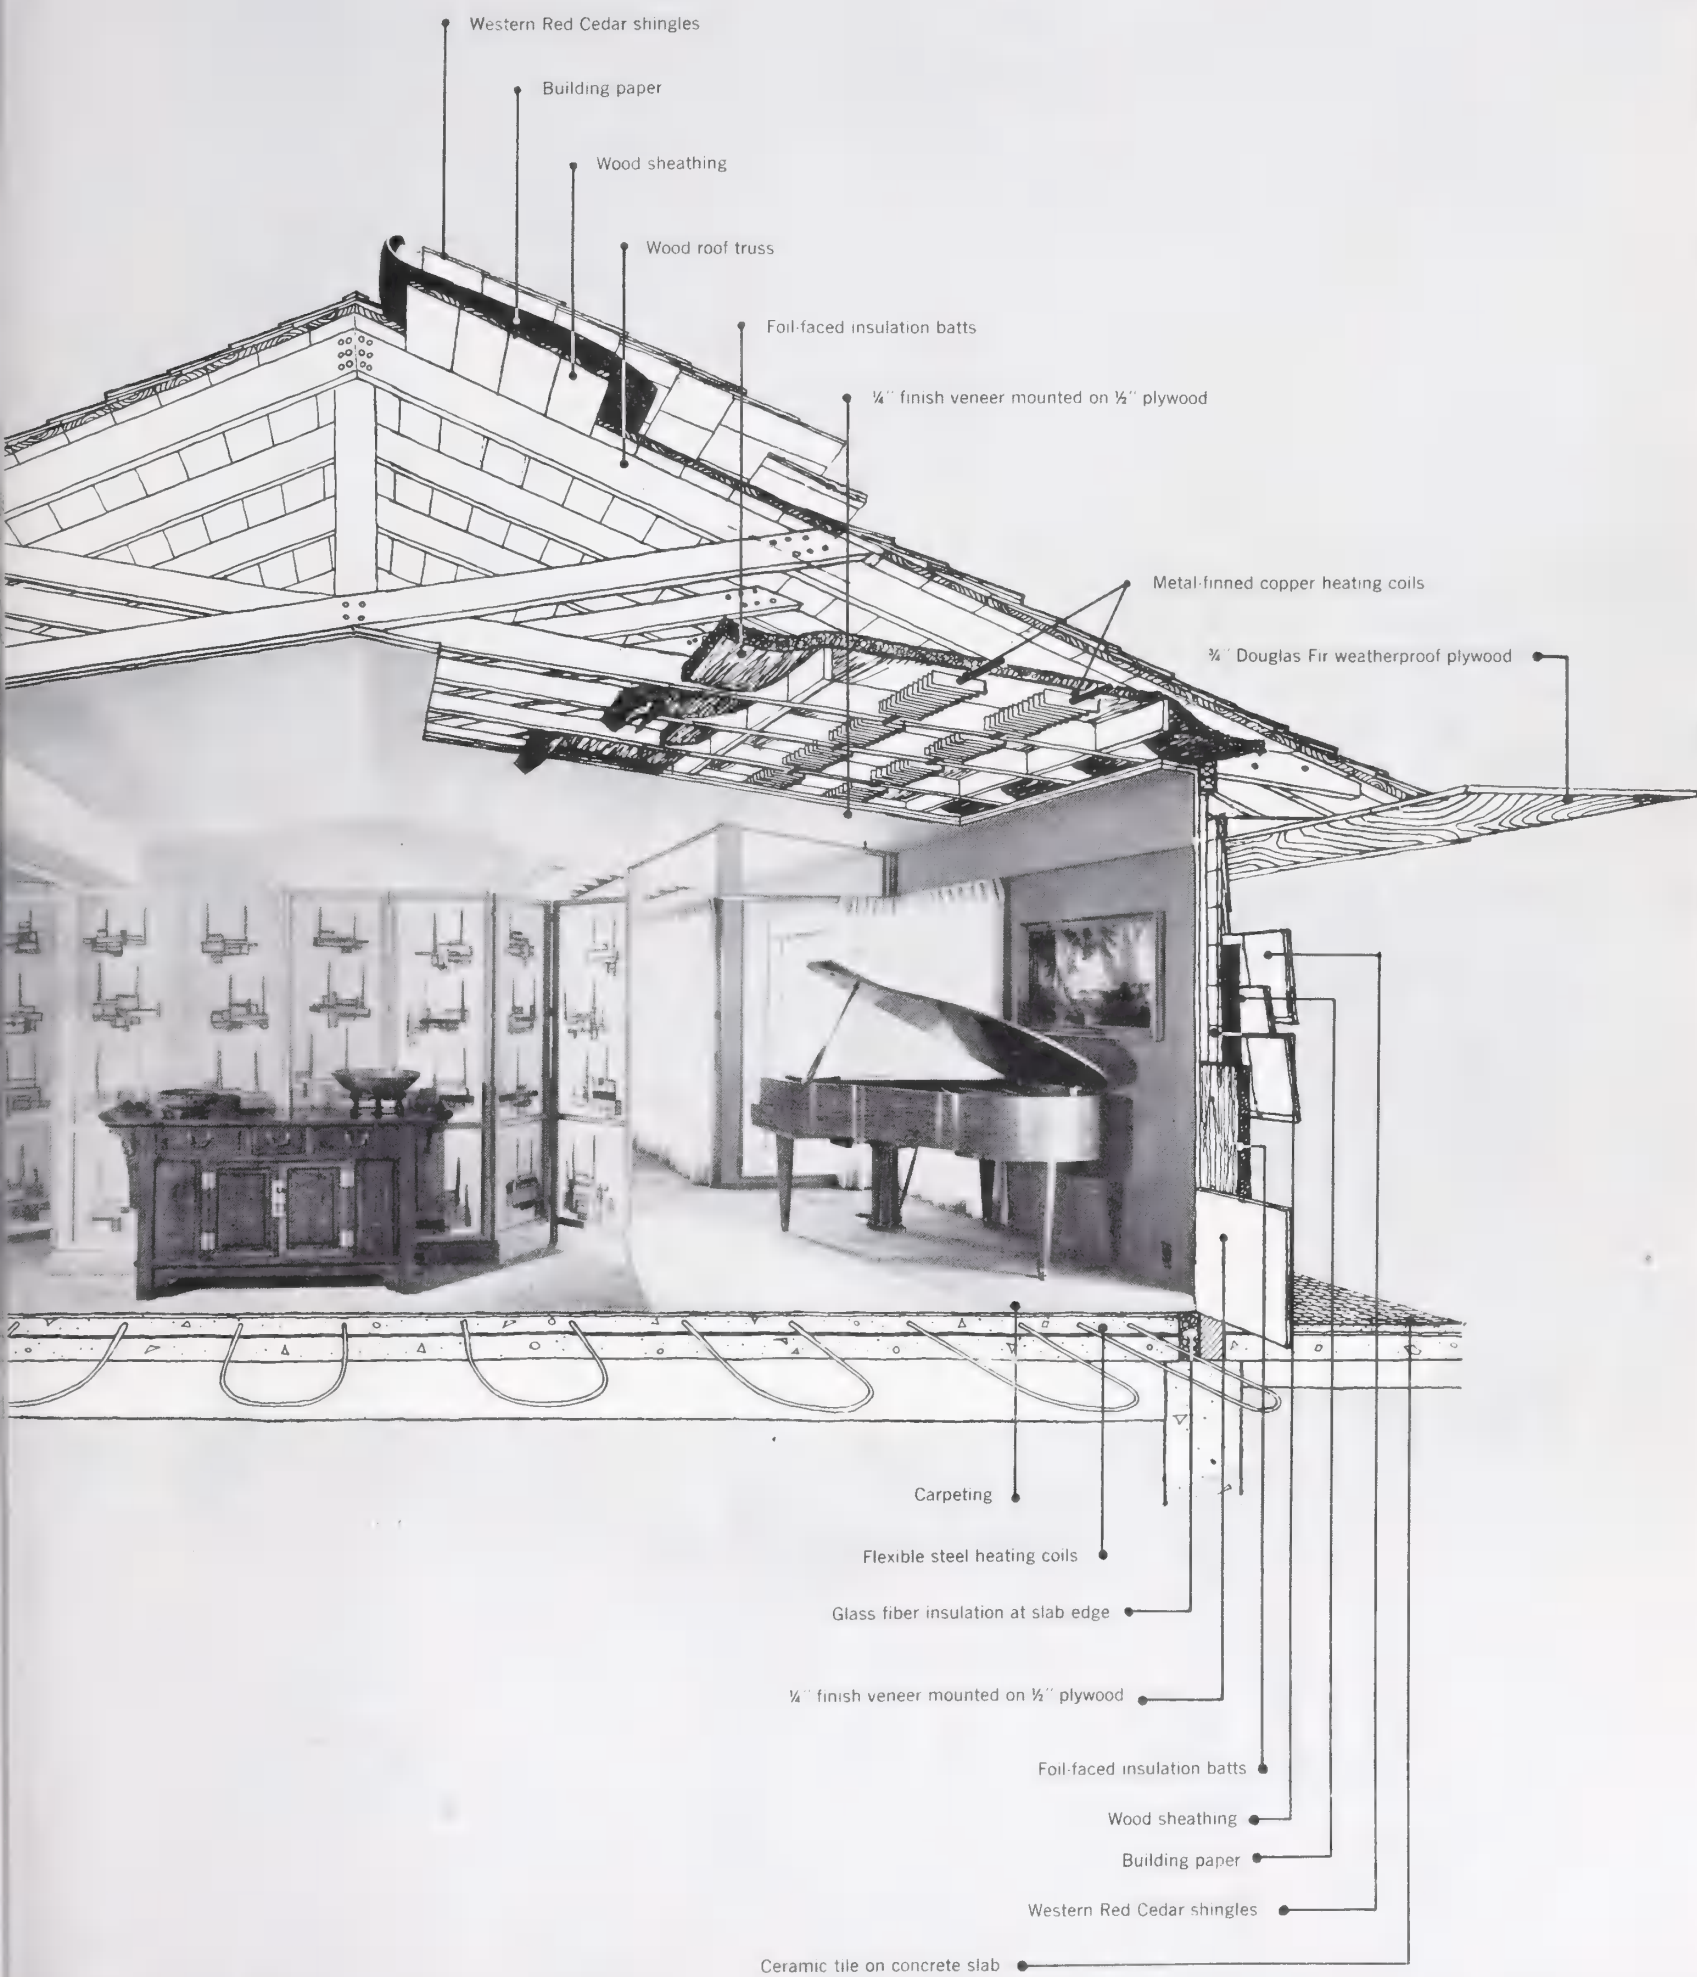 Western Red Cedar shingles
Building paper
Wood sheathing
Wood roof truss
Foil-faced insulation batts
¼″ finish veneer mounted on ½″ plywood
Metal-finned copper heating coils
¾″ Douglas Fir weatherproof plywood
Carpeting
Flexible steel heating coils
Glass fiber insulation at slab edge
¼″ finish veneer mounted on ½″ plywood
Foil-faced insulation batts
Wood sheathing
Building paper
Western Red Cedar shingles
Ceramic tile on concrete slab